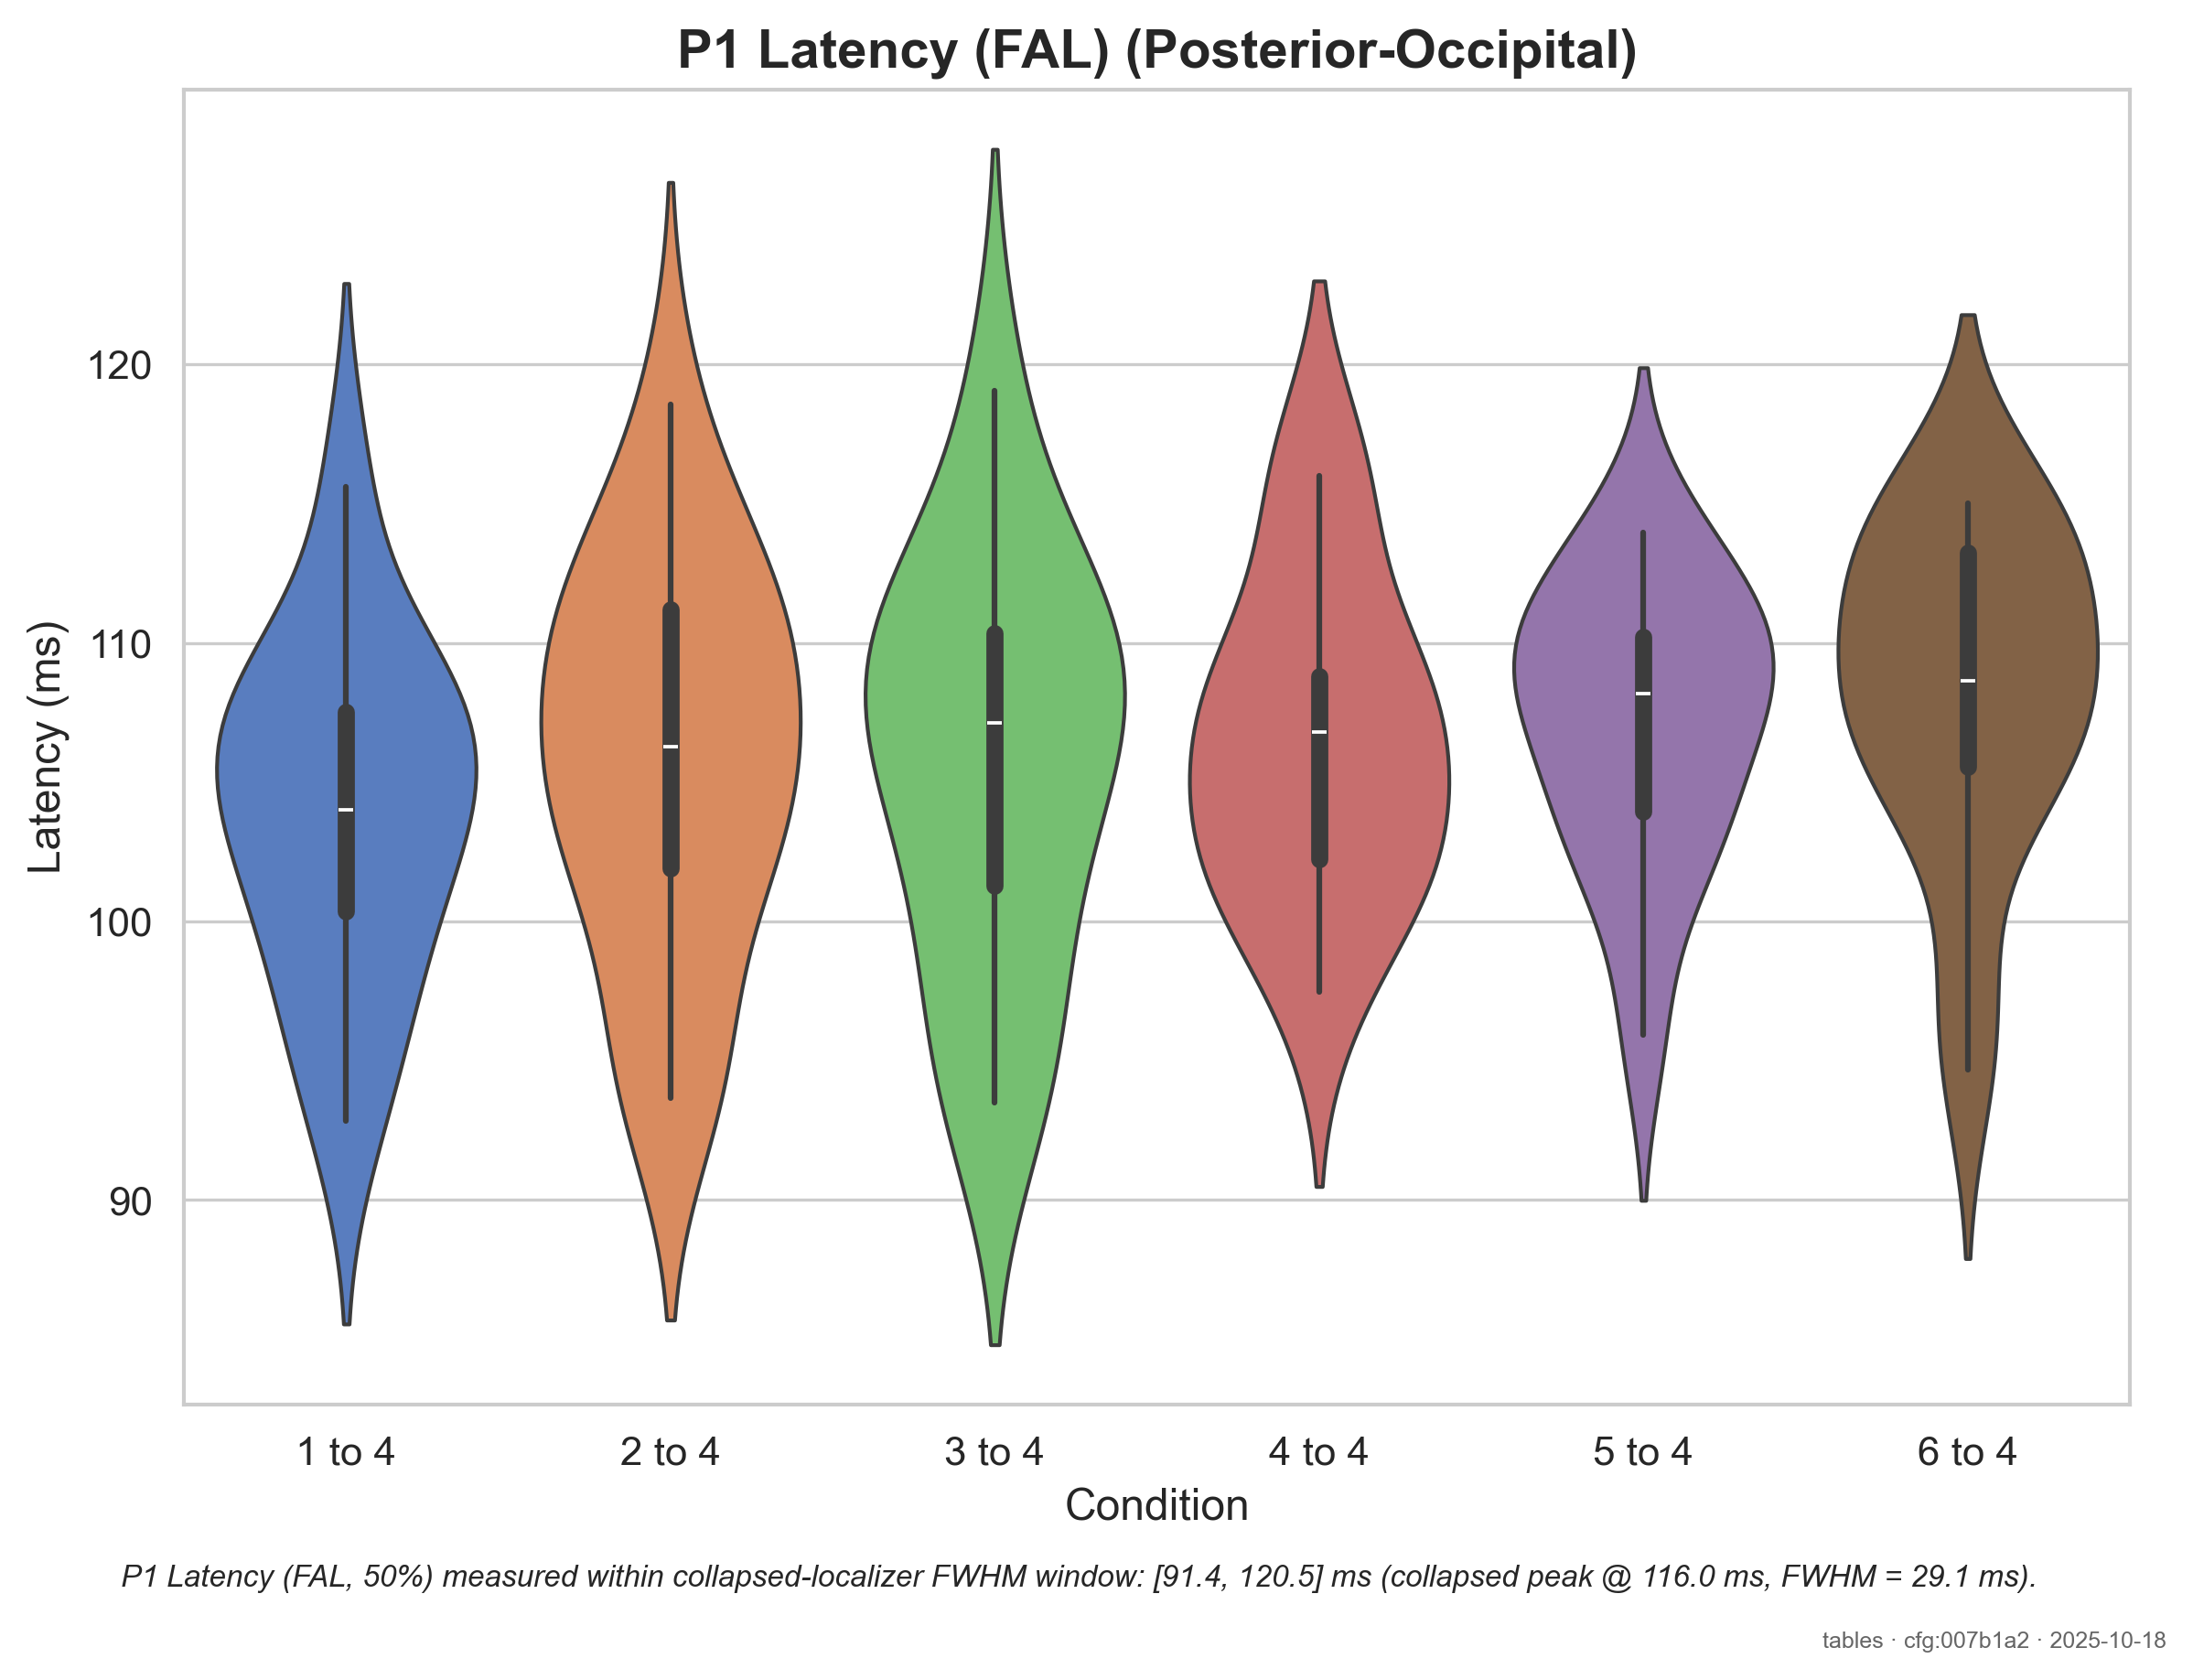 P1 Latency (FAL) (Posterior-Occipital)
Latency (ms)
120
110
100
90
1 to 4
2 to 4
3 to 4
4 to 4
5 to 4
6 to 4
Condition
P1 Latency (FAL, 50%) measured within collapsed-localizer FWHM window: [91.4, 120.5] ms (collapsed peak @ 116.0 ms, FWHM = 29.1 ms).
tables · cfg:007b1a2 · 2025-10-18